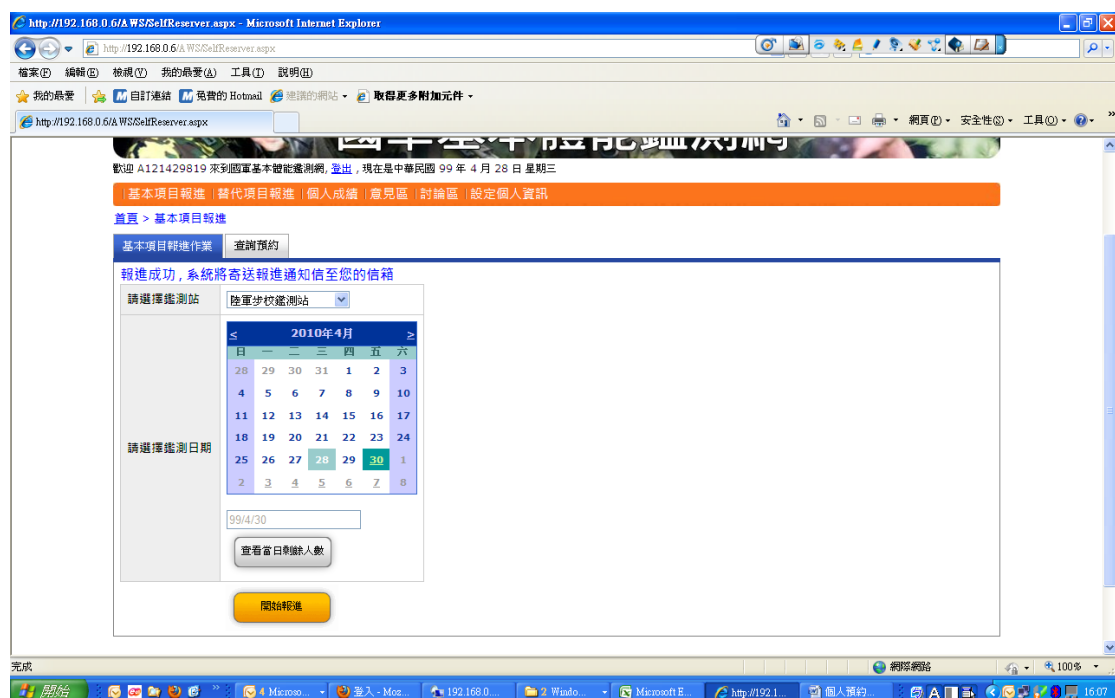 http://192.168.0.6/AWS/SelfReserver.aspx - Microsoft Internet Explorer
http://192.168.0.6/AWS/SelfReserver.aspx
檔案(F) 編輯(E) 檢視(V) 我的最愛(A) 工具(T) 說明(H)
我的最愛 自訂連結 免費的 Hotmail 建議的網站 取得更多附加元件
http://192.168.0.6/AWS/SelfReserver.aspx 網頁(P) 安全性(S) 工具(O) »
國軍基本體能鑑測網
歡迎 A121429819 來到國軍基本體能鑑測網, 登出 , 現在是中華民國 99 年 4 月 28 日 星期三
|基本項目報進 |替代項目報進 |個人成績 |意見區 |討論區 |設定個人資訊
首頁 > 基本項目報進
基本項目報進作業 查詢預約
報進成功 , 系統將寄送報進通知信至您的信箱
請選擇鑑測站 陸軍步校鑑測站
< 2010年4月 >
日 一 二 三 四 五 六
28 29 30 31 1 2 3
4 5 6 7 8 9 10
11 12 13 14 15 16 17
18 19 20 21 22 23 24
請選擇鑑測日期
25 26 27 28 29 30 1
2 3 4 5 6 7 8
99/4/30
查看當日剩餘人數
開始報進
完成 網際網路 100%
開始 » 4 Microso... 登入 - Moz... 192.168.0.... 2 Windo... Microsoft E... http://192.1... 個人預約... A 16:07